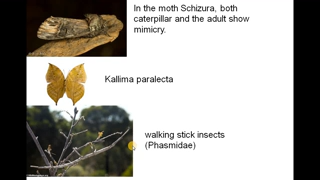 In the moth Schizura, both
caterpillar and the adult show
mimicry.
Kallima paralecta
walking stick insects
(Phasmidae)